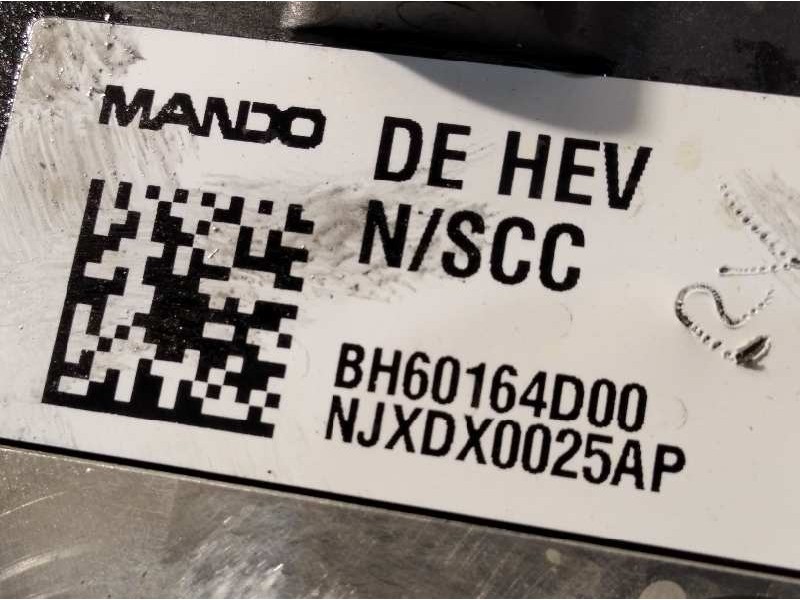 MANDO
DE HEV
N/SCC
BH60164D00
NJXDX0025AP